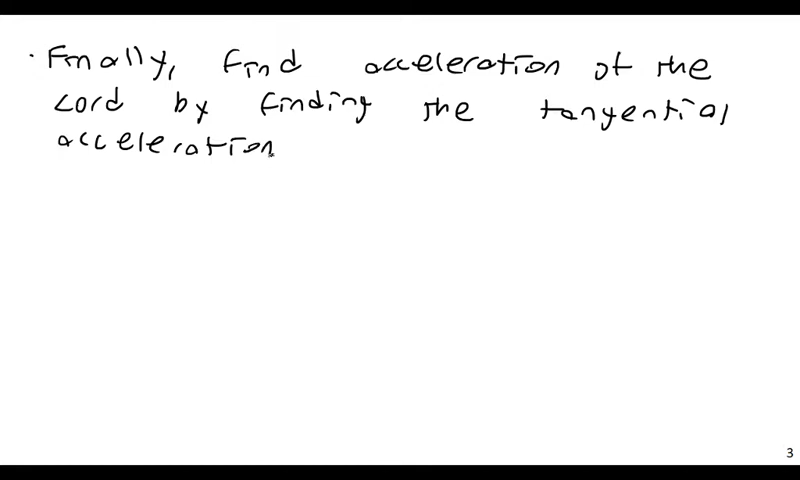 · Finally, find acceleration of the
cord by finding the tangential
acceleration
3